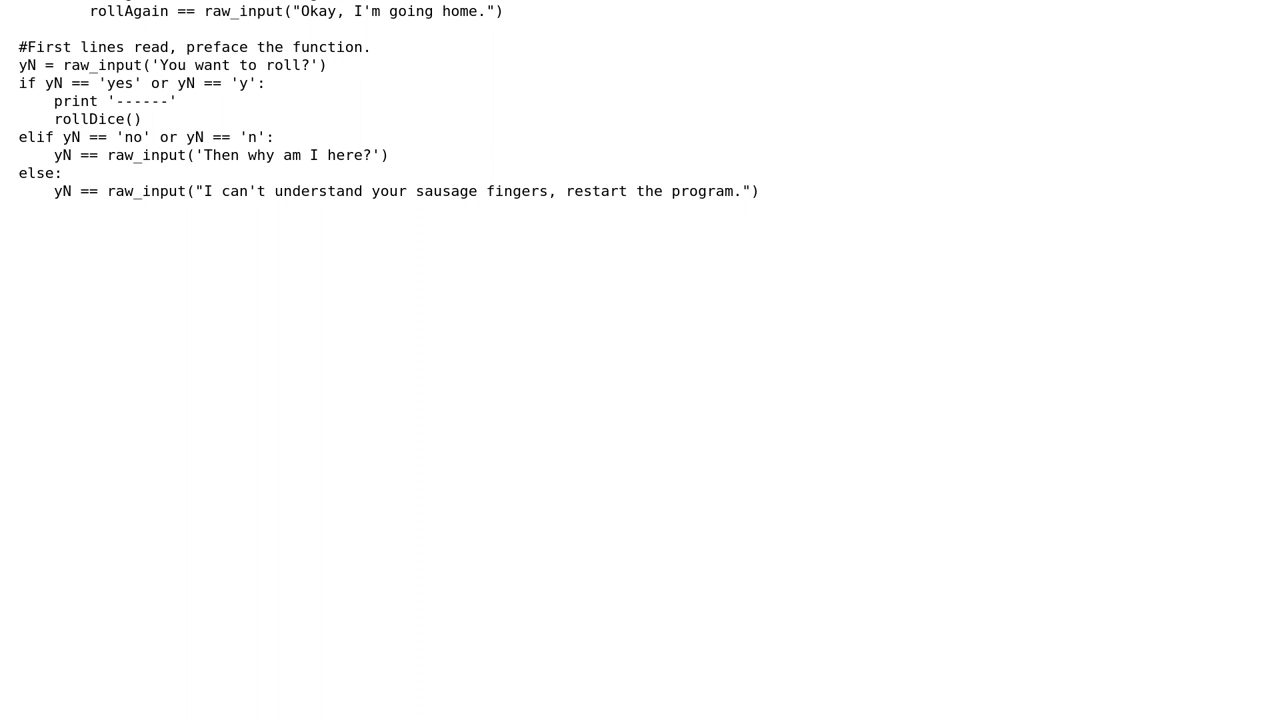 rollAgain == raw_input("Okay, I'm going home.")
#First lines read, preface the function.
yN = raw_input('You want to roll?')
if yN == 'yes' or yN == 'y':
    print '------'
    rollDice()
elif yN == 'no' or yN == 'n':
    yN == raw_input('Then why am I here?')
else:
    yN == raw_input("I can't understand your sausage fingers, restart the program.")